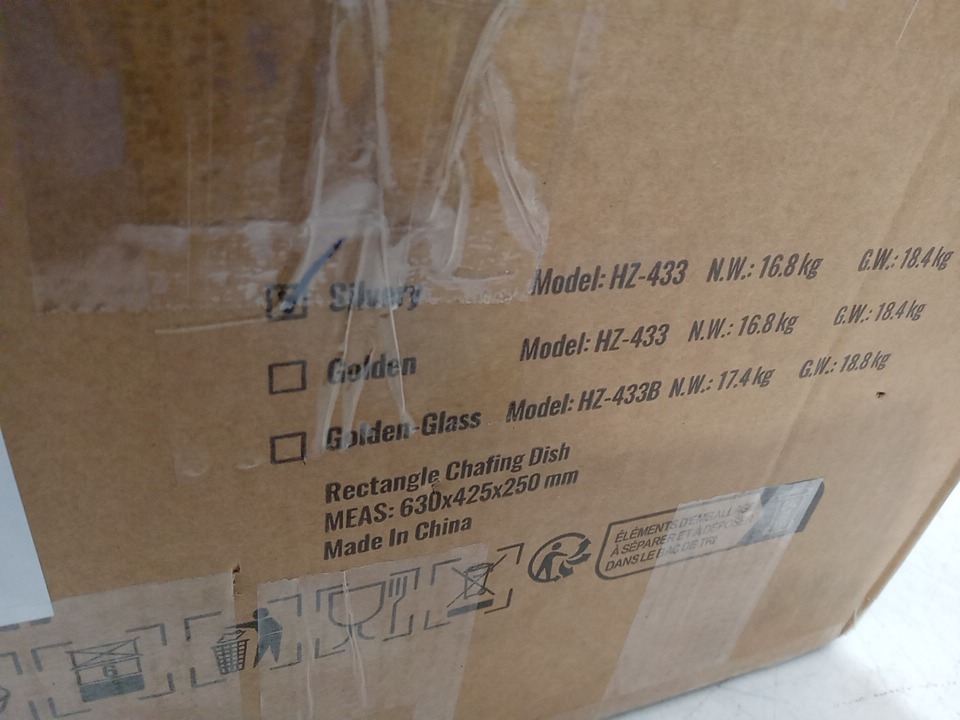 Silvery Model: HZ-433 N.W.: 16.8 kg G.W.: 18.4 kg
Golden Model: HZ-433 N.W.: 16.8 kg G.W.: 18.4 kg
Golden-Glass Model: HZ-433B N.W.: 17.4 kg G.W.: 18.8 kg
Rectangle Chafing Dish
MEAS: 630x425x250 mm
Made In China
ÉLÉMENTS D'EMBALLAGE
À SÉPARER ET À DÉPOSER
DANS LE BAC DE TRI